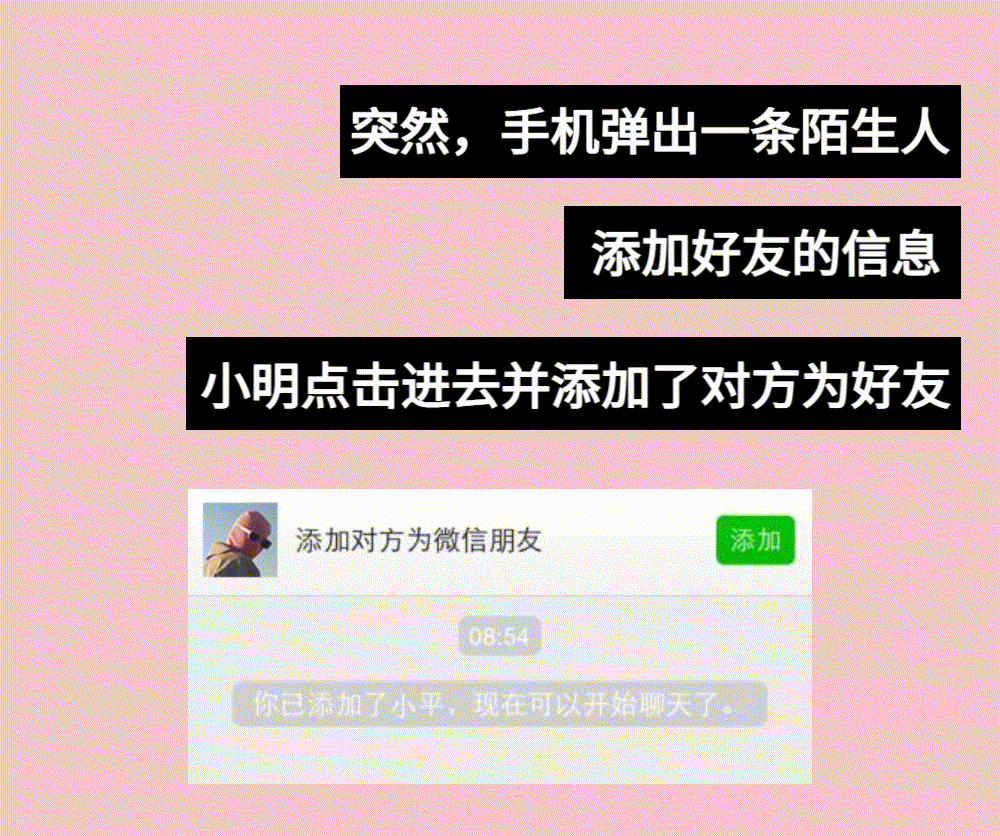 突然，手机弹出一条陌生人
添加好友的信息
小明点击进去并添加了对方为好友
添加对方为微信朋友
添加
08:54
你已添加了小平，现在可以开始聊天了。